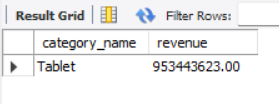 Result Grid Filter Rows:
category_name revenue
Tablet 953443623.00